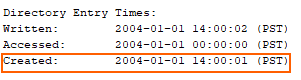 Directory Entry Times:
Written: 2004-01-01 14:00:02 (PST)
Accessed: 2004-01-01 00:00:00 (PST)
Created: 2004-01-01 14:00:01 (PST)